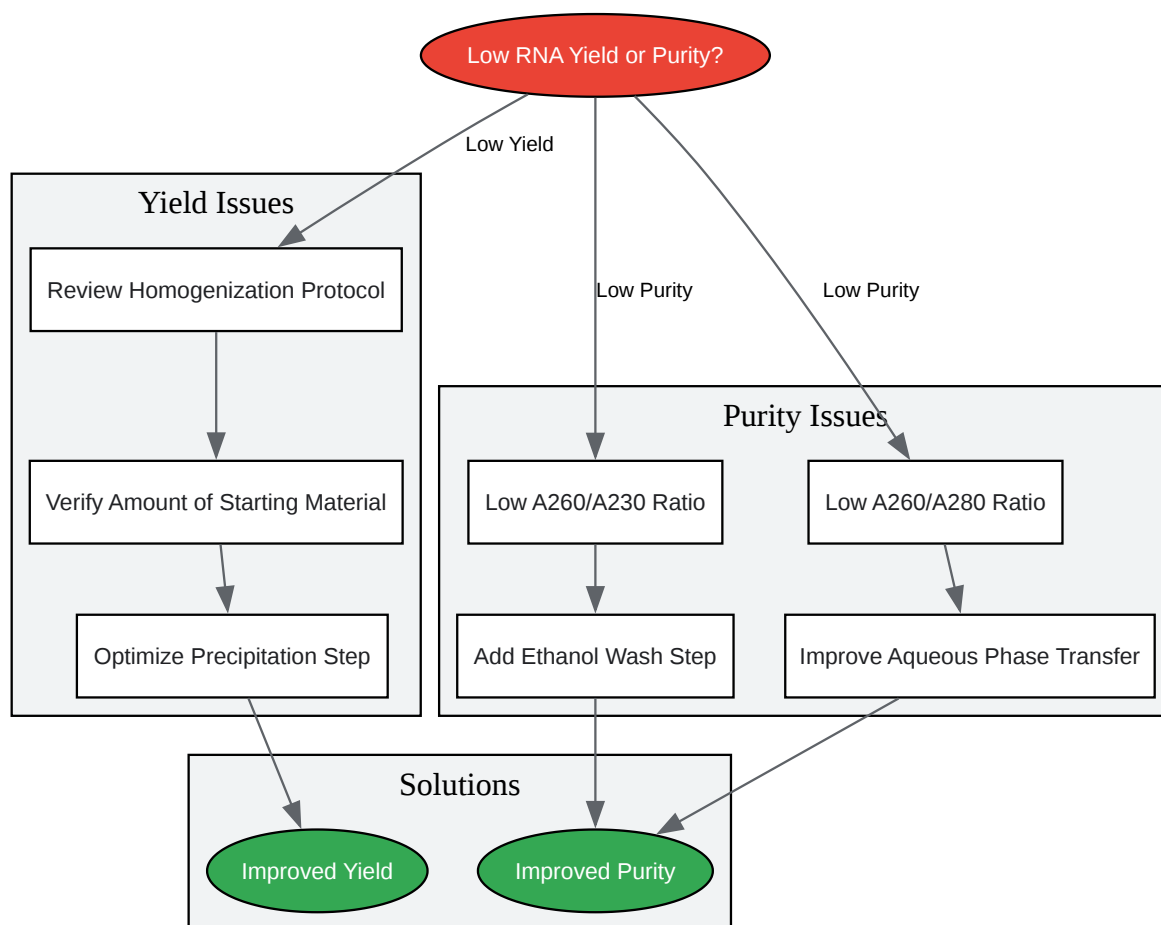 Low RNA Yield or Purity?
Low Yield
Yield Issues
Review Homogenization Protocol
Low Purity
Low Purity
Purity Issues
Verify Amount of Starting Material
Low A260/A230 Ratio
Low A260/A280 Ratio
Optimize Precipitation Step
Add Ethanol Wash Step
Improve Aqueous Phase Transfer
Solutions
Improved Yield
Improved Purity